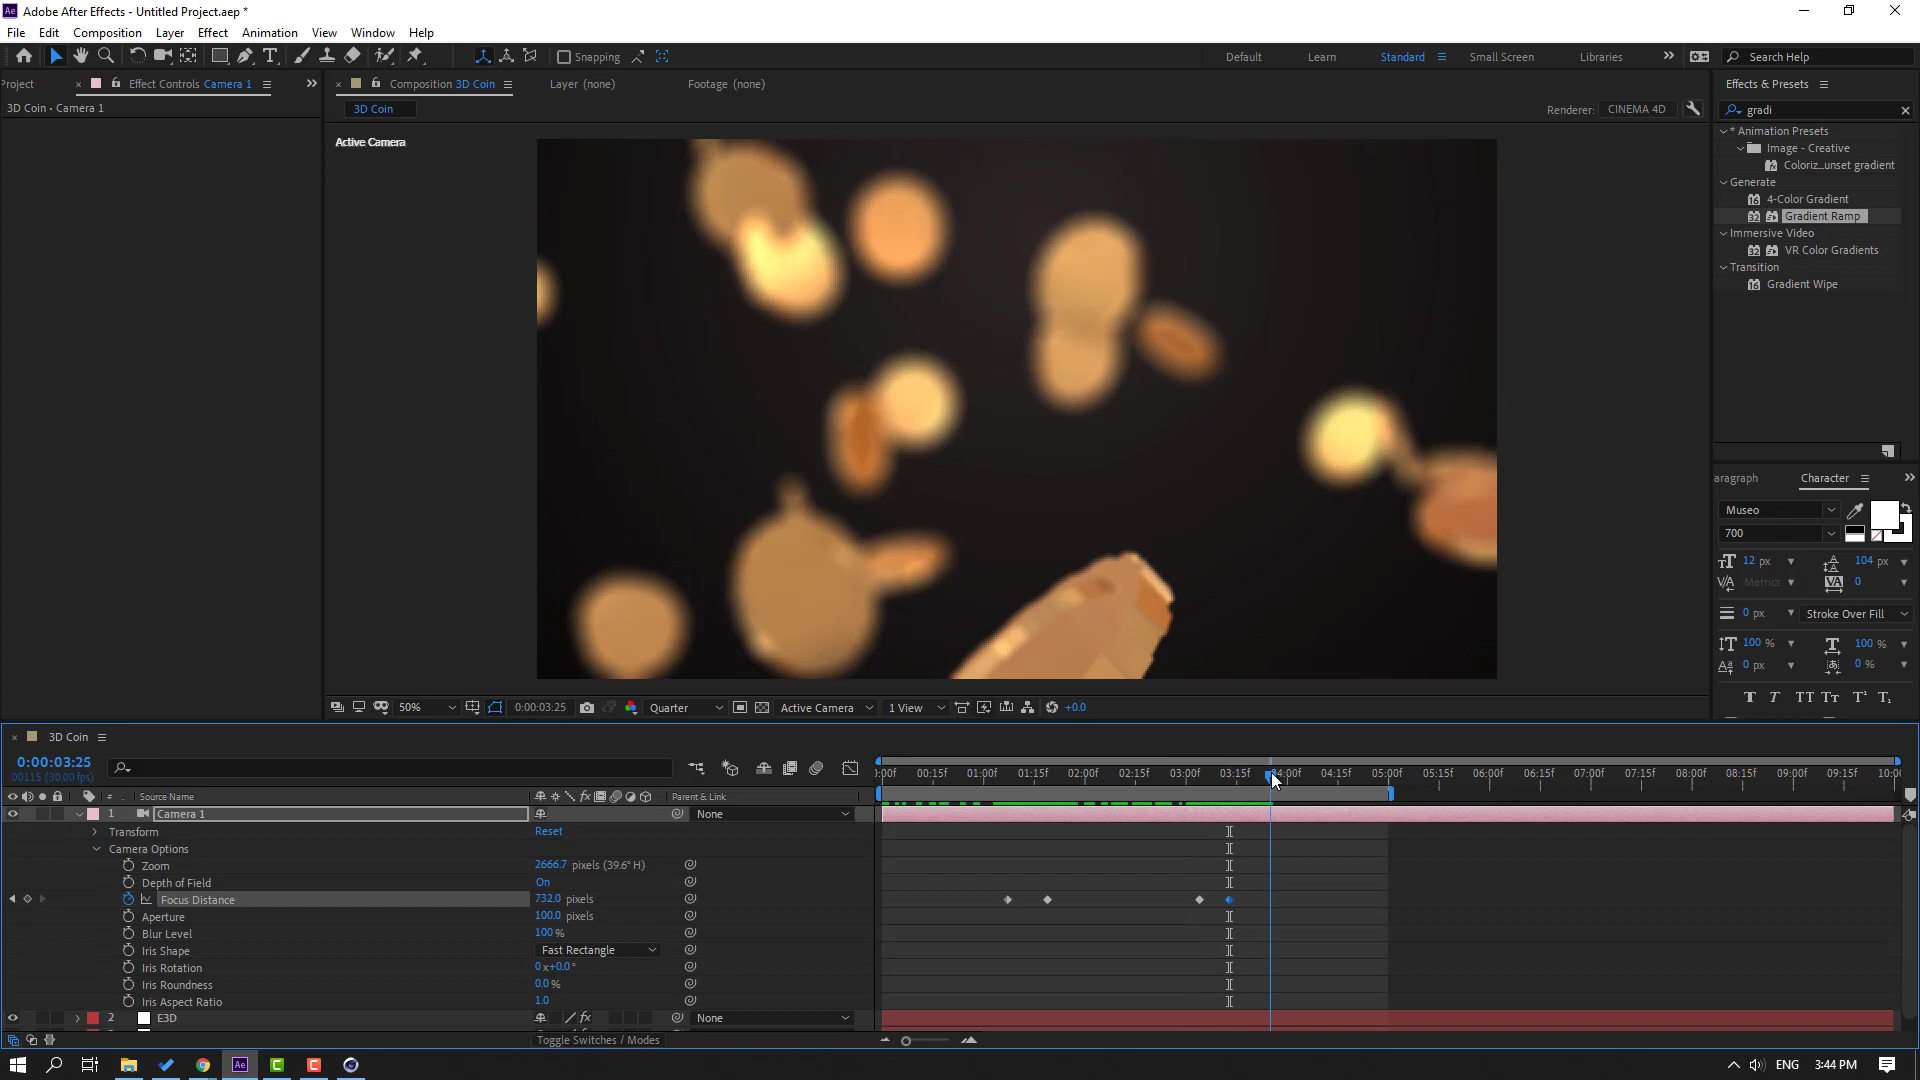 Adobe After Effects - Untitled Project.aep *
File Edit Composition Layer Effect Animation View Window Help
Snapping
Default Learn Standard Small Screen Libraries
Search Help
Project
Effect Controls Camera 1
Composition 3D Coin
Layer (none)
Footage (none)
Effects & Presets
3D Coin • Camera 1
3D Coin
Renderer: CINEMA 4D
gradi
Active Camera
* Animation Presets
Image - Creative
Coloriz...unset gradient
Generate
4-Color Gradient
Gradient Ramp
Immersive Video
VR Color Gradients
Transition
Gradient Wipe
aragraph Character
Museo
700
12 px 104 px
Metrics 0
0 px Stroke Over Fill
100 % 100 %
0 px 0 %
50% 0:00:03:25 Quarter Active Camera 1 View +0.0
3D Coin
0:00:03:25
00115 (30.00 fps)
:00f 00:15f 01:00f 01:15f 02:00f 02:15f 03:00f 03:15f 04:00f 04:15f 05:00f 05:15f 06:00f 06:15f 07:00f 07:15f 08:00f 08:15f 09:00f 09:15f 10:00
# Source Name Parent & Link
1 Camera 1 None
Transform Reset
Camera Options
Zoom 2666.7 pixels (39.6° H)
Depth of Field On
Focus Distance 732.0 pixels
Aperture 100.0 pixels
Blur Level 100 %
Iris Shape Fast Rectangle
Iris Rotation 0x+0.0°
Iris Roundness 0.0 %
Iris Aspect Ratio 1.0
2 E3D None
Toggle Switches / Modes
ENG 3:44 PM